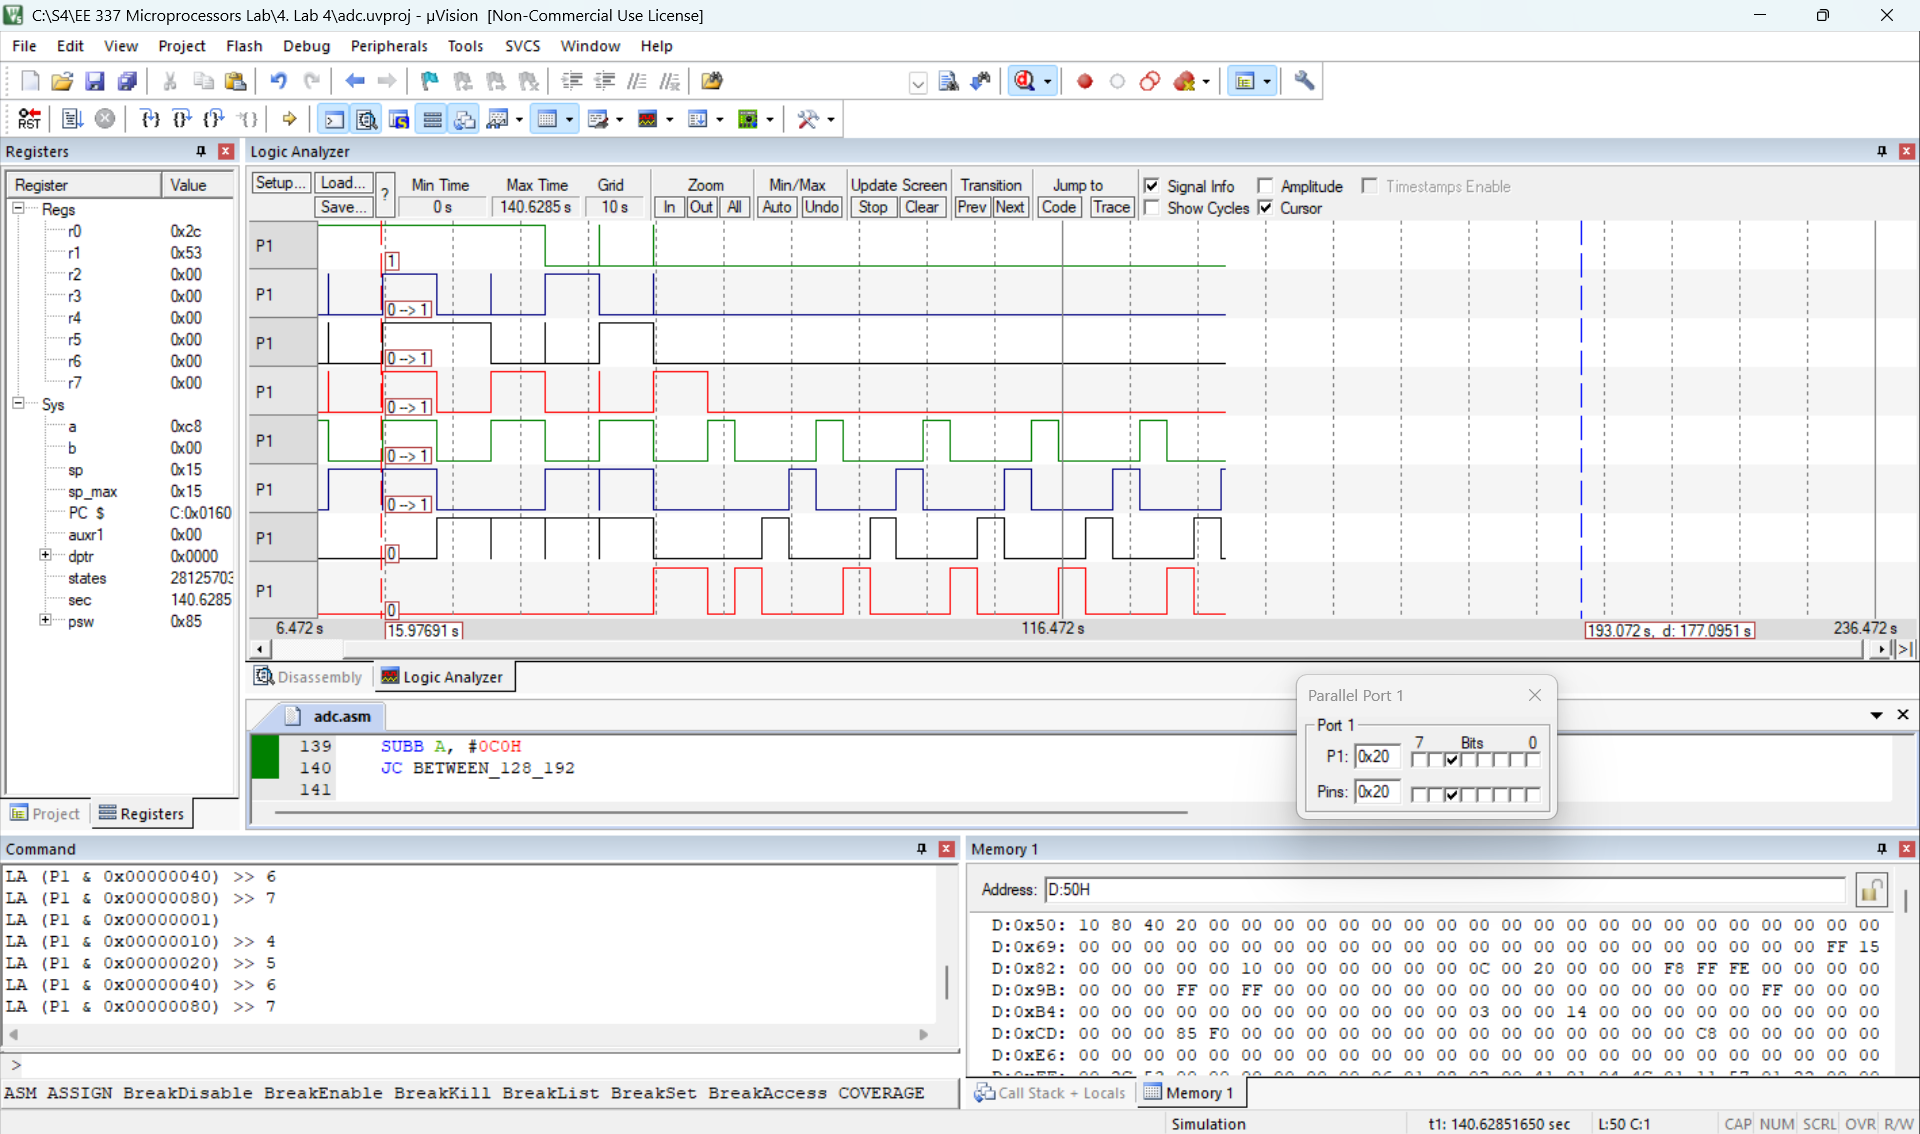 C:\S4\EE 337 Microprocessors Lab\4. Lab 4\adc.uvproj - µVision  [Non-Commercial Use License]
File Edit View Project Flash Debug Peripherals Tools SVCS Window Help
RST
Registers
Logic Analyzer
Register Value
Regs
r0 0x2c
r1 0x53
r2 0x00
r3 0x00
r4 0x00
r5 0x00
r6 0x00
r7 0x00
Sys
a 0xc8
b 0x00
sp 0x15
sp_max 0x15
PC $ C:0x0160
auxr1 0x00
dptr 0x0000
states 28125703
sec 140.6285
psw 0x85
Project Registers
Setup... Load... ? Min Time Max Time Grid Zoom Min/Max Update Screen Transition Jump to Signal Info Amplitude Timestamps Enable
Save... 0 s 140.6285 s 10 s In Out All Auto Undo Stop Clear Prev Next Code Trace Show Cycles Cursor
P1
1
P1
0 --> 1
P1
0 --> 1
P1
0 --> 1
P1
0 --> 1
P1
0 --> 1
P1
0
P1
0
6.472 s 15.97691 s 116.472 s 193.072 s,  d: 177.0951 s 236.472 s
Disassembly Logic Analyzer
adc.asm
139 SUBB A, #0C0H
140 JC BETWEEN_128_192
141
Parallel Port 1
Port 1
7 Bits 0
P1: 0x20
Pins: 0x20
Command
LA (P1 & 0x00000040) >> 6
LA (P1 & 0x00000080) >> 7
LA (P1 & 0x00000001)
LA (P1 & 0x00000010) >> 4
LA (P1 & 0x00000020) >> 5
LA (P1 & 0x00000040) >> 6
LA (P1 & 0x00000080) >> 7
>
ASM ASSIGN BreakDisable BreakEnable BreakKill BreakList BreakSet BreakAccess COVERAGE
Memory 1
Address: D:50H
D:0x50: 10 80 40 20 00 00 00 00 00 00 00 00 00 00 00 00 00 00 00 00 00 00 00 00 00
D:0x69: 00 00 00 00 00 00 00 00 00 00 00 00 00 00 00 00 00 00 00 00 00 00 00 FF 15
D:0x82: 00 00 00 00 00 10 00 00 00 00 00 00 0C 00 20 00 00 00 F8 FF FE 00 00 00 00
D:0x9B: 00 00 00 FF 00 FF 00 00 00 00 00 00 00 00 00 00 00 00 00 00 00 FF 00 00 00
D:0xB4: 00 00 00 00 00 00 00 00 00 00 00 00 03 00 00 14 00 00 00 00 00 00 00 00 00
D:0xCD: 00 00 00 85 F0 00 00 00 00 00 00 00 00 00 00 00 00 00 00 C8 00 00 00 00 00
D:0xE6: 00 00 00 00 00 00 00 00 00 00 00 00 00 00 00 00 00 00 00 00 00 00 00 00 00
Call Stack + Locals Memory 1
Simulation t1: 140.62851650 sec L:50 C:1 CAP NUM SCRL OVR R/W